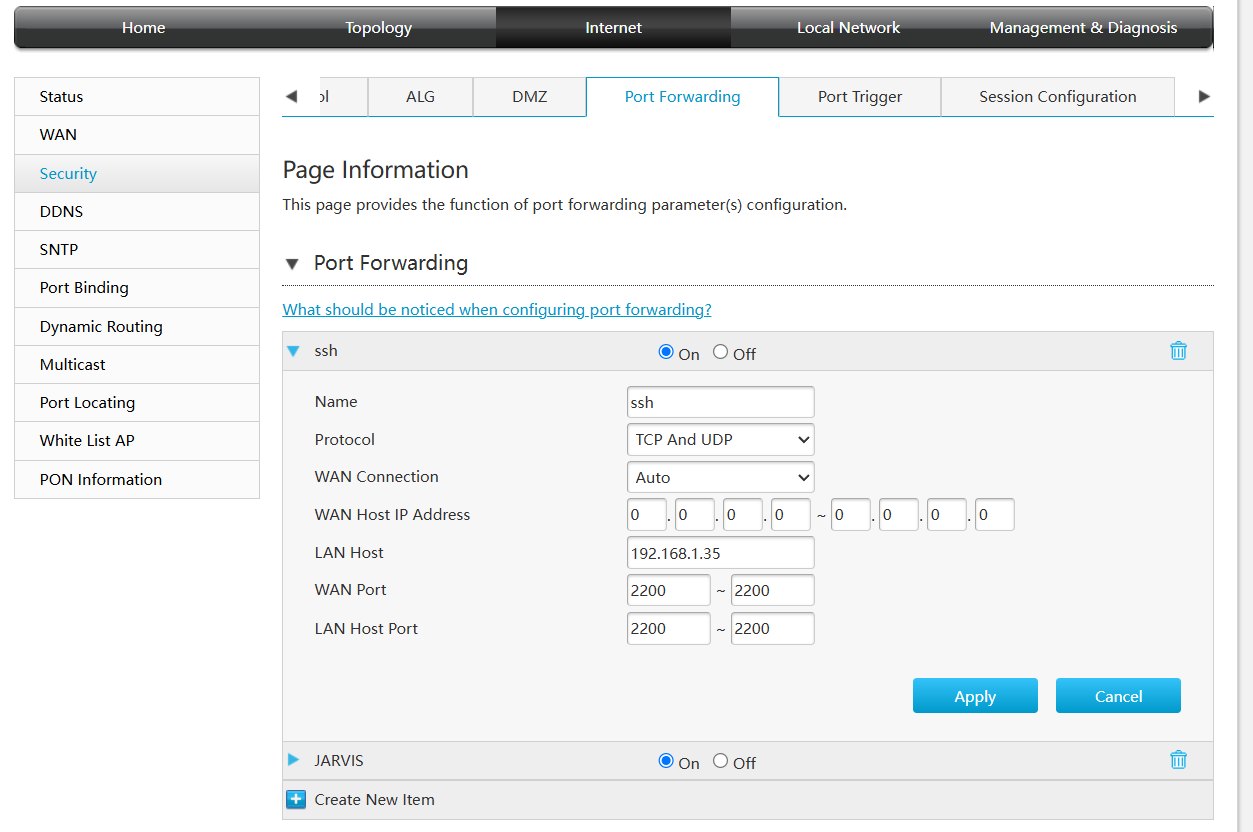 Home Topology Internet Local Network Management & Diagnosis
Status
WAN
Security
DDNS
SNTP
Port Binding
Dynamic Routing
Multicast
Port Locating
White List AP
PON Information
ol ALG DMZ Port Forwarding Port Trigger Session Configuration
Page Information
This page provides the function of port forwarding parameter(s) configuration.
Port Forwarding
What should be noticed when configuring port forwarding?
ssh On Off
Name ssh
Protocol TCP And UDP
WAN Connection Auto
WAN Host IP Address 0 . 0 . 0 . 0 ~ 0 . 0 . 0 . 0
LAN Host 192.168.1.35
WAN Port 2200 ~ 2200
LAN Host Port 2200 ~ 2200
Apply Cancel
JARVIS On Off
Create New Item